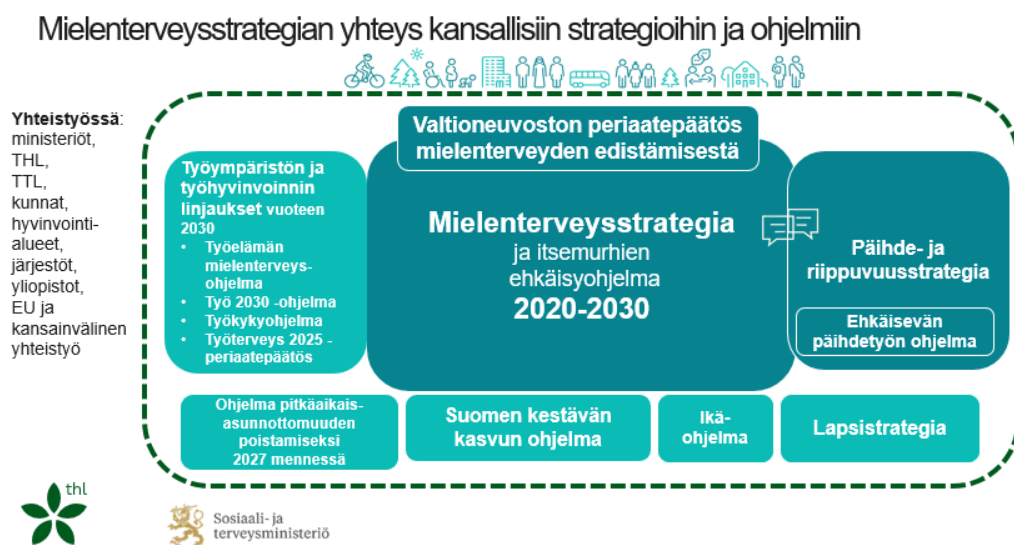 Mielenterveysstrategian yhteys kansallisiin strategioihin ja ohjelmiin
Yhteistyössä:
ministeriöt,
THL,
TTL,
kunnat,
hyvinvointi-
alueet,
järjestöt,
yliopistot,
EU ja
kansainvälinen
yhteistyö
Valtioneuvoston periaatepäätös
mielenterveyden edistämisestä
Työympäristön ja
työhyvinvoinnin
linjaukset vuoteen
2030
• Työelämän
mielenterveys-
ohjelma
• Työ 2030 -ohjelma
• Työkykyohjelma
• Työterveys 2025 -
periaatepäätös
Mielenterveysstrategia
ja itsemurhien
ehkäisyohjelma
2020-2030
Päihde- ja
riippuvuusstrategia
Ehkäisevän
päihdetyön ohjelma
Ohjelma pitkäaikais-
asunnottomuuden
poistamiseksi
2027 mennessä
Suomen kestävän
kasvun ohjelma
Ikä-
ohjelma
Lapsistrategia
thl
Sosiaali- ja
terveysministeriö